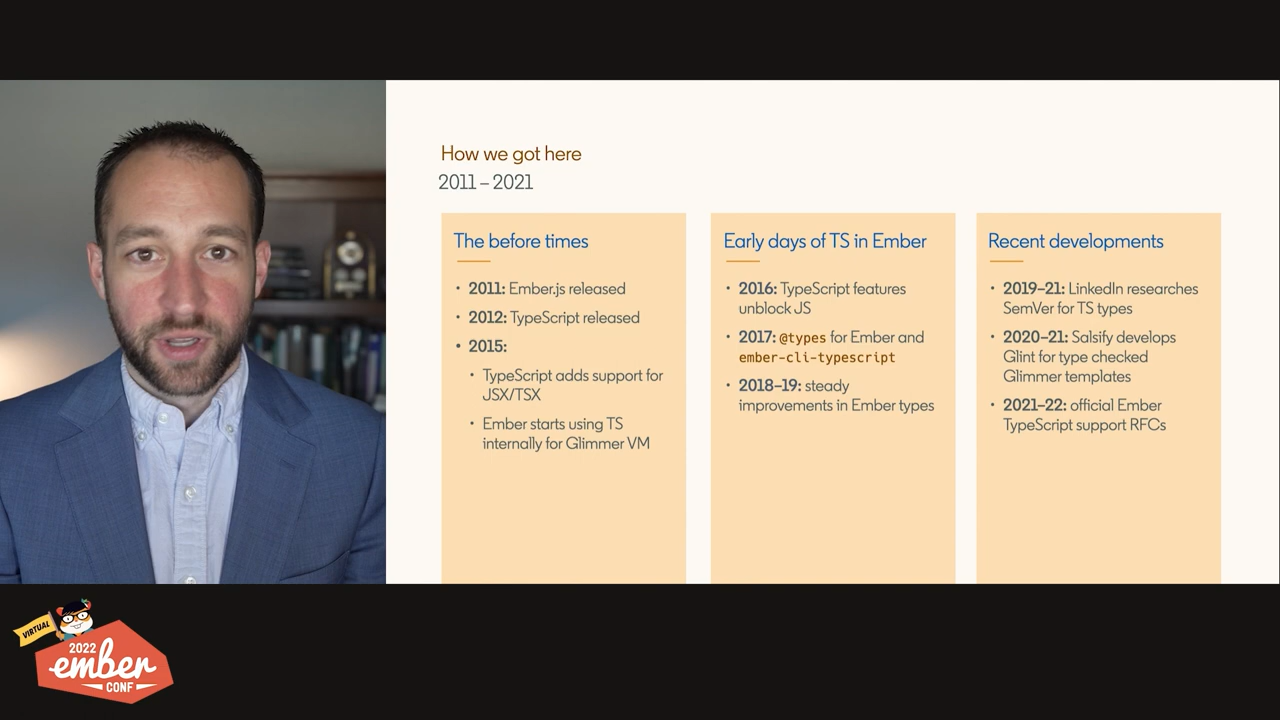 How we got here
2011 – 2021
The before times
• 2011: Ember.js released
• 2012: TypeScript released
• 2015:
• TypeScript adds support for
JSX/TSX
• Ember starts using TS
internally for Glimmer VM
Early days of TS in Ember
• 2016: TypeScript features
unblock JS
• 2017: @types for Ember and
ember-cli-typescript
• 2018–19: steady
improvements in Ember types
Recent developments
• 2019–21: LinkedIn researches
SemVer for TS types
• 2020–21: Salsify develops
Glint for type checked
Glimmer templates
• 2021–22: official Ember
TypeScript support RFCs
VIRTUAL
2022
ember
CONF